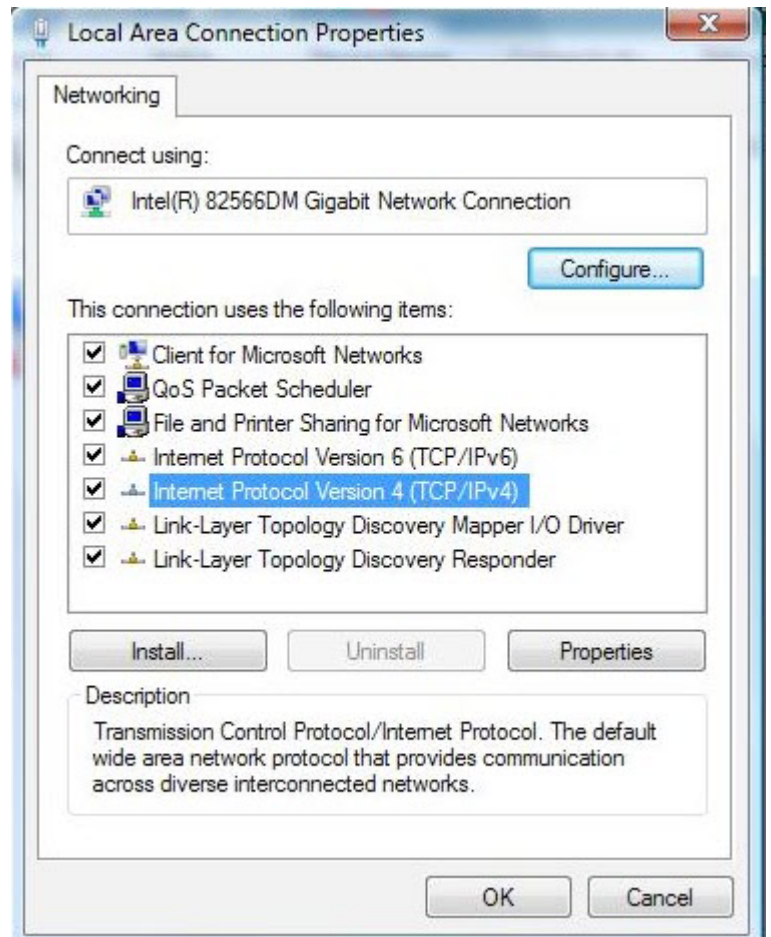 Local Area Connection Properties
Networking
Connect using:
Intel(R) 82566DM Gigabit Network Connection
Configure...
This connection uses the following items:
Client for Microsoft Networks
QoS Packet Scheduler
File and Printer Sharing for Microsoft Networks
Internet Protocol Version 6 (TCP/IPv6)
Internet Protocol Version 4 (TCP/IPv4)
Link-Layer Topology Discovery Mapper I/O Driver
Link-Layer Topology Discovery Responder
Install... Uninstall Properties
Description
Transmission Control Protocol/Internet Protocol. The default
wide area network protocol that provides communication
across diverse interconnected networks.
OK Cancel